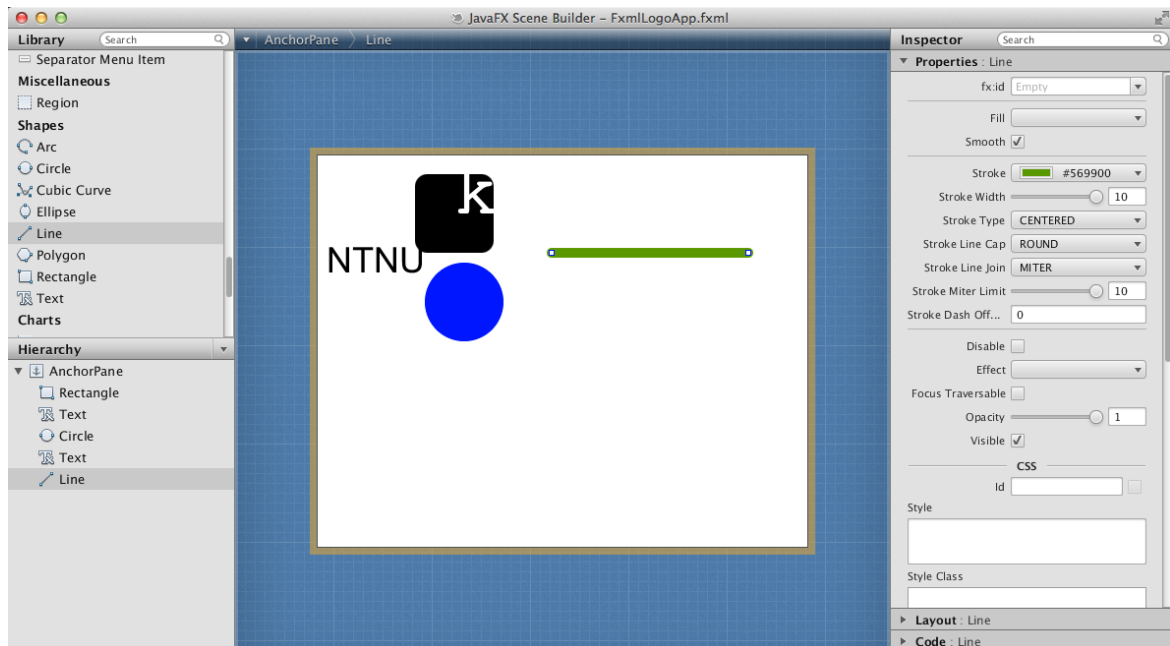 JavaFX Scene Builder – FxmlLogoApp.fxml
Library
Search
Separator Menu Item
Miscellaneous
Region
Shapes
Arc
Circle
Cubic Curve
Ellipse
Line
Polygon
Rectangle
Text
Charts
Hierarchy
AnchorPane
Rectangle
Text
Circle
Text
Line
AnchorPane
Line
K
NTNU
Inspector
Search
Properties : Line
fx:id Empty
Fill
Smooth
Stroke #569900
Stroke Width 10
Stroke Type CENTERED
Stroke Line Cap ROUND
Stroke Line Join MITER
Stroke Miter Limit 10
Stroke Dash Off... 0
Disable
Effect
Focus Traversable
Opacity 1
Visible
CSS
Id
Style
Style Class
Layout : Line
Code : Line